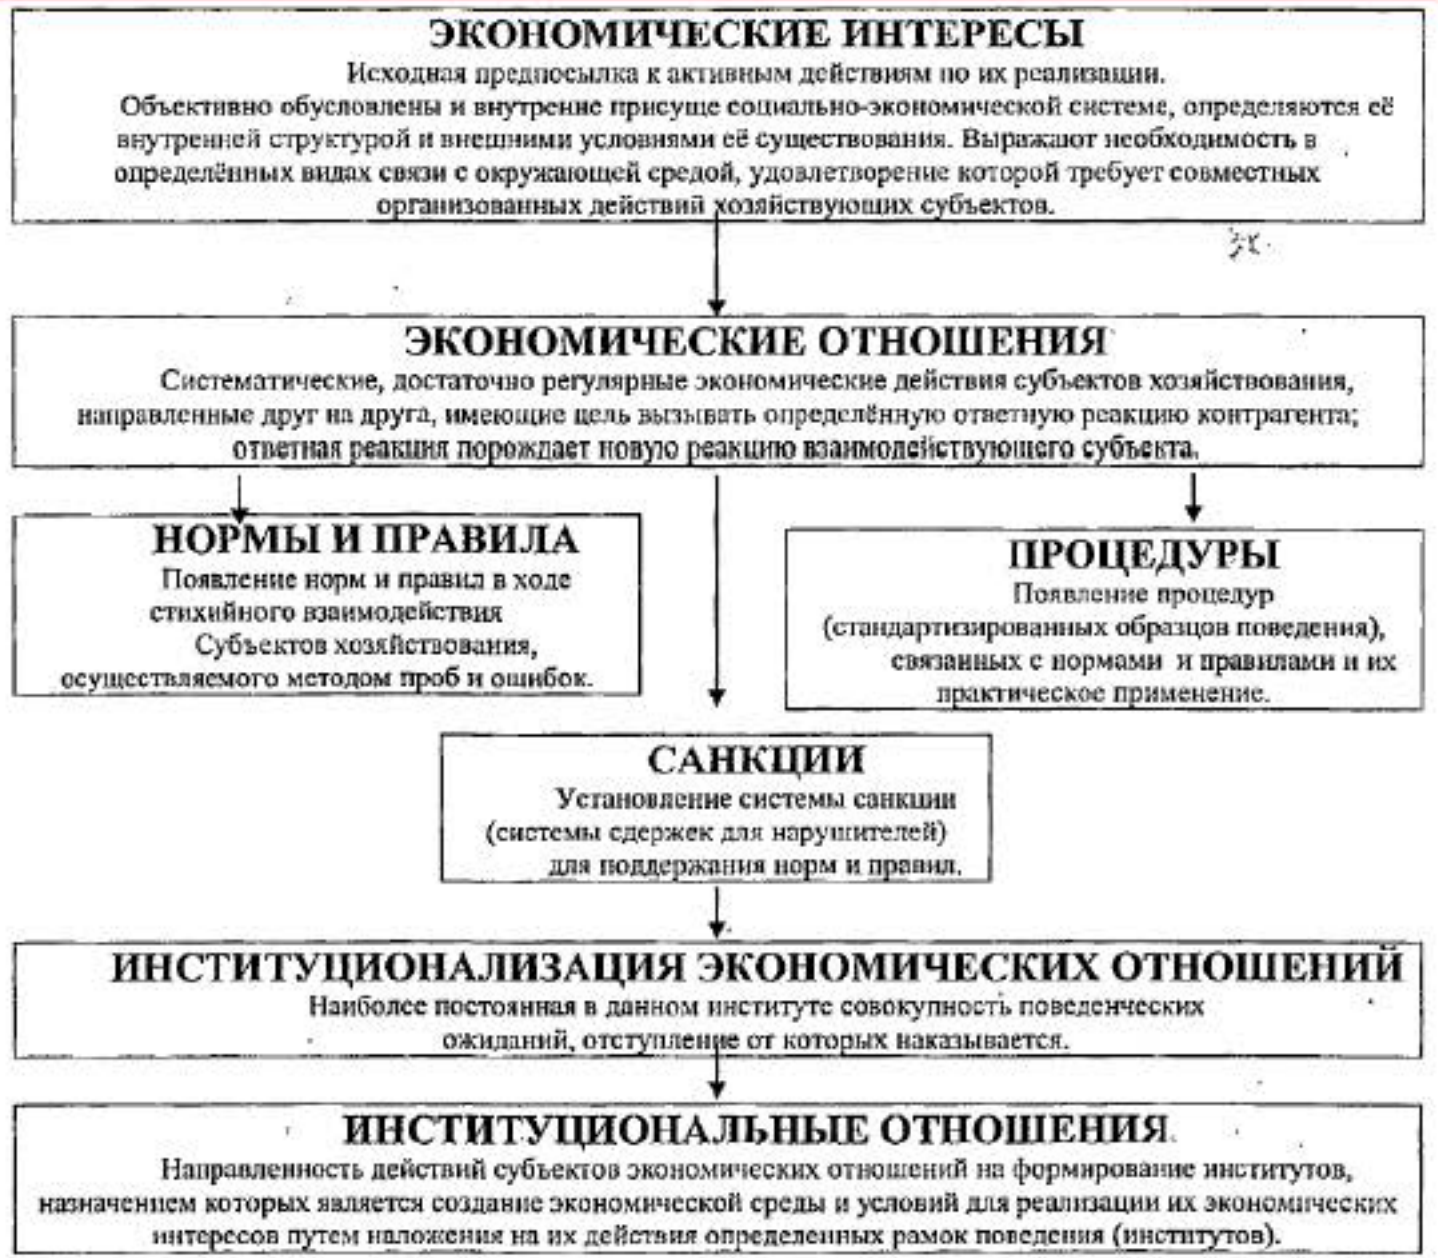 ЭКОНОМИЧЕСКИЕ ИНТЕРЕСЫ
Исходная предпосылка к активным действиям по их реализации.
Объективно обусловлены и внутренне присуще социально-экономической системе, определяются её
внутренней структурой и внешними условиями её существования. Выражают необходимость в
определённых видах связи с окружающей средой, удовлетворение которой требует совместных
организованных действий хозяйствующих субъектов.
ЭКОНОМИЧЕСКИЕ ОТНОШЕНИЯ
Систематические, достаточно регулярные экономические действия субъектов хозяйствования,
направленные друг на друга, имеющие цель вызывать определённую ответную реакцию контрагента;
ответная реакция порождает новую реакцию взаимодействующего субъекта.
НОРМЫ И ПРАВИЛА
Появление норм и правил в ходе
стихийного взаимодействия
Субъектов хозяйствования,
осуществляемого методом проб и ошибок.
ПРОЦЕДУРЫ
Появление процедур
(стандартизированных образцов поведения),
связанных с нормами и правилами и их
практическое применение.
САНКЦИИ
Установление системы санкции
(системы сдержек для нарушителей)
для поддержания норм и правил.
ИНСТИТУЦИОНАЛИЗАЦИЯ ЭКОНОМИЧЕСКИХ ОТНОШЕНИЙ
Наиболее постоянная в данном институте совокупность поведенческих
ожиданий, отступление от которых наказывается.
ИНСТИТУЦИОНАЛЬНЫЕ ОТНОШЕНИЯ
Направленность действий субъектов экономических отношений на формирование институтов,
назначением которых является создание экономической среды и условий для реализации их экономических
интересов путем наложения на их действия определенных рамок поведения (институтов).